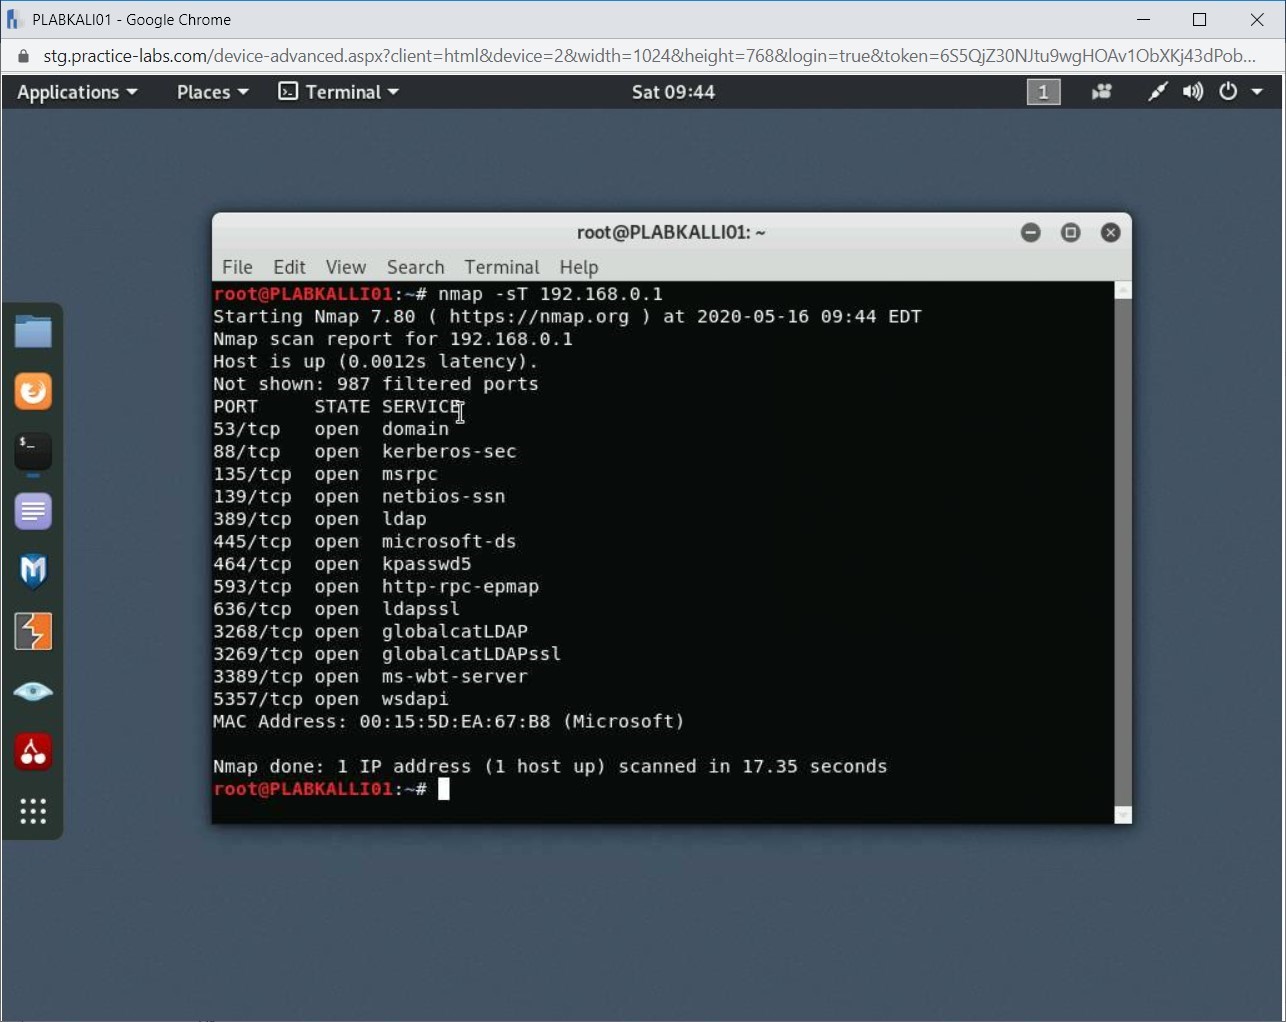 PLABKALI01 - Google Chrome
stg.practice-labs.com/device-advanced.aspx?client=html&device=2&width=1024&height=768&login=true&token=6S5QjZ30NJtu9wgHOAv1ObXKj43dPob...
Applications Places Terminal Sat 09:44 1
root@PLABKALLI01: ~
File Edit View Search Terminal Help
root@PLABKALLI01:~# nmap -sT 192.168.0.1
Starting Nmap 7.80 ( https://nmap.org ) at 2020-05-16 09:44 EDT
Nmap scan report for 192.168.0.1
Host is up (0.0012s latency).
Not shown: 987 filtered ports
PORT STATE SERVICE
53/tcp open domain
88/tcp open kerberos-sec
135/tcp open msrpc
139/tcp open netbios-ssn
389/tcp open ldap
445/tcp open microsoft-ds
464/tcp open kpasswd5
593/tcp open http-rpc-epmap
636/tcp open ldapssl
3268/tcp open globalcatLDAP
3269/tcp open globalcatLDAPssl
3389/tcp open ms-wbt-server
5357/tcp open wsdapi
MAC Address: 00:15:5D:EA:67:B8 (Microsoft)
Nmap done: 1 IP address (1 host up) scanned in 17.35 seconds
root@PLABKALLI01:~#